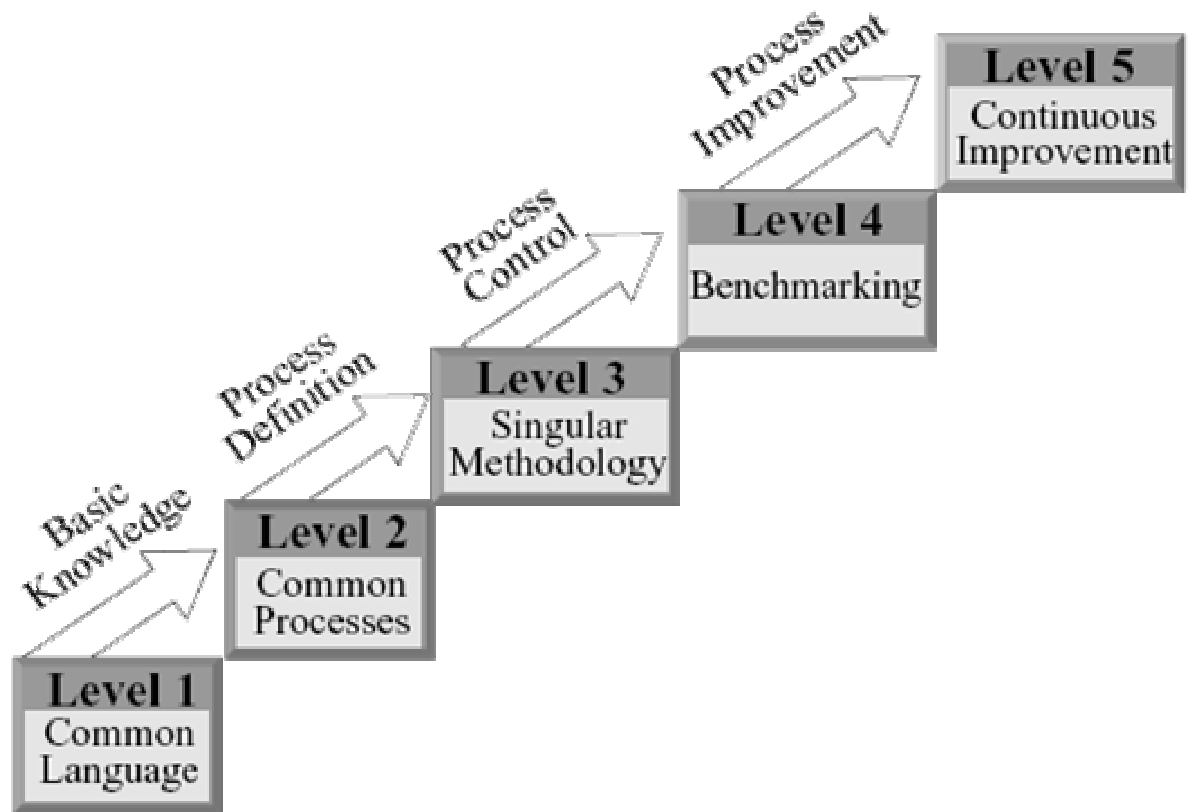 Process
Improvement
Level 5
Continuous
Improvement
Process
Control
Level 4
Benchmarking
Process
Definition
Level 3
Singular
Methodology
Basic
Knowledge
Level 2
Common
Processes
Level 1
Common
Language